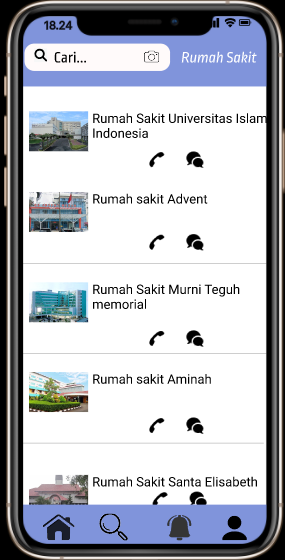 18.24
Cari...
Rumah Sakit
Rumah Sakit Universitas Islam
Indonesia
Rumah sakit Advent
Rumah Sakit Murni Teguh
memorial
Rumah sakit Aminah
Rumah Sakit Santa Elisabeth